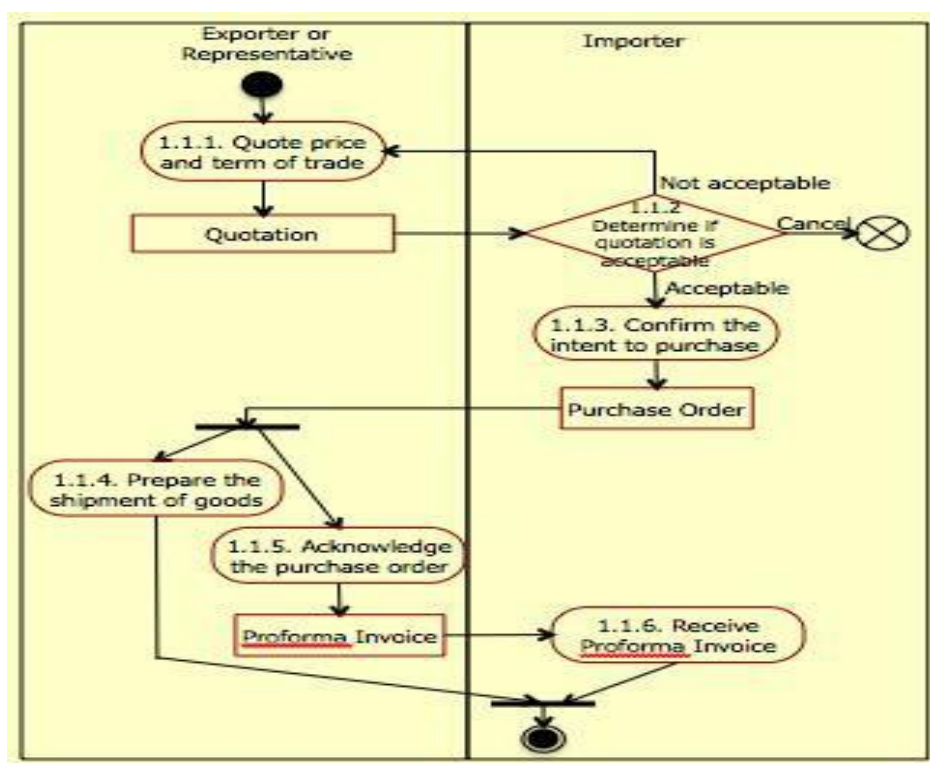 Exporter or
Representative
Importer
1.1.1. Quote price
and term of trade
Not acceptable
1.1.2
Determine if
quotation is
acceptable
Cancel
Quotation
Acceptable
1.1.3. Confirm the
intent to purchase
Purchase Order
1.1.4. Prepare the
shipment of goods
1.1.5. Acknowledge
the purchase order
Proforma Invoice
1.1.6. Receive
Proforma Invoice